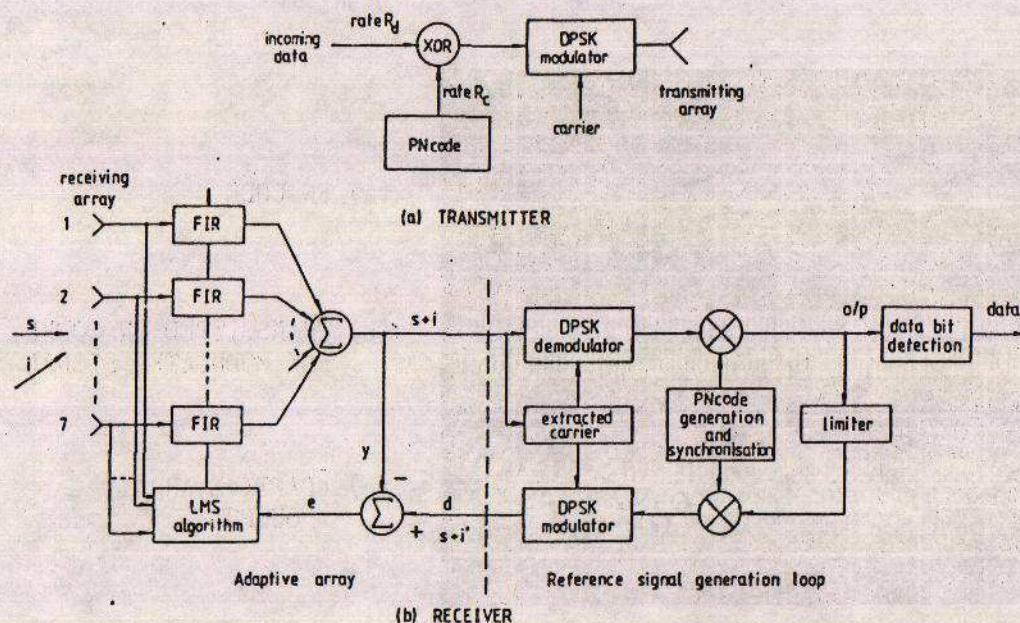 incoming
data
rate R_d
XOR
rate R_c
PN code
DPSK
modulator
carrier
transmitting
array
(a) TRANSMITTER
receiving
array
1
2
7
s
i
FIR
FIR
FIR
LMS
algorithm
Σ
s+i
y
−
e
Σ
+
d
s+i'
Adaptive array
DPSK
demodulator
extracted
carrier
DPSK
modulator
PN code
generation
and
synchronisation
o/p
data bit
detection
data
limiter
Reference signal generation loop
(b) RECEIVER